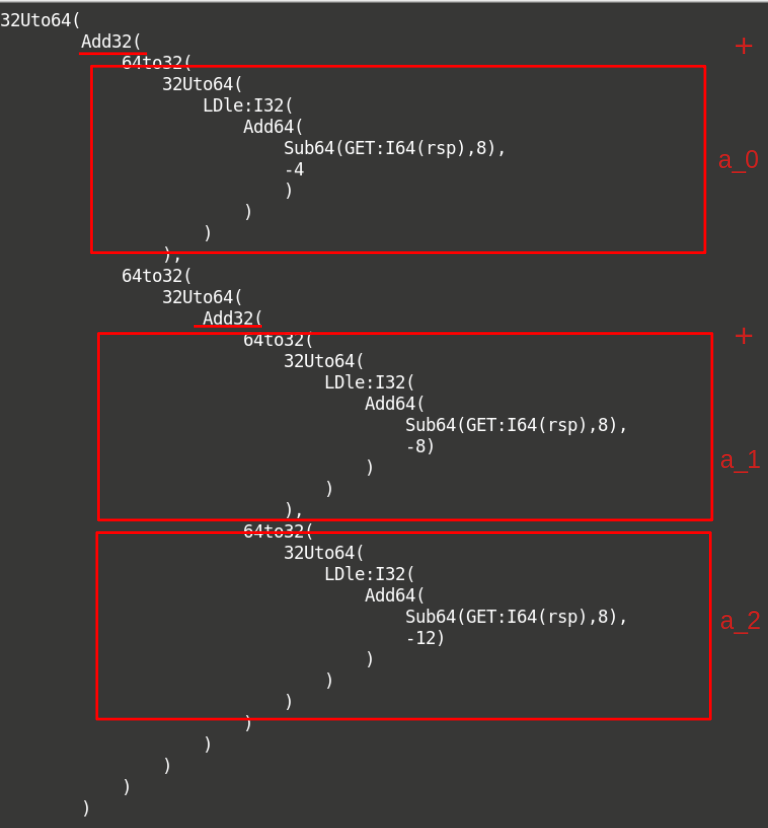 32Uto64(
Add32(
+
64to32(
32Uto64(
LDle:I32(
Add64(
Sub64(GET:I64(rsp),8),
a_0
-4
)
)
)
),
64to32(
32Uto64(
Add32(
+
64to32(
32Uto64(
LDle:I32(
Add64(
Sub64(GET:I64(rsp),8),
-8)
a_1
)
)
),
64to32(
32Uto64(
LDle:I32(
Add64(
Sub64(GET:I64(rsp),8),
a_2
-12)
)
)
)
)
)
)
)
)